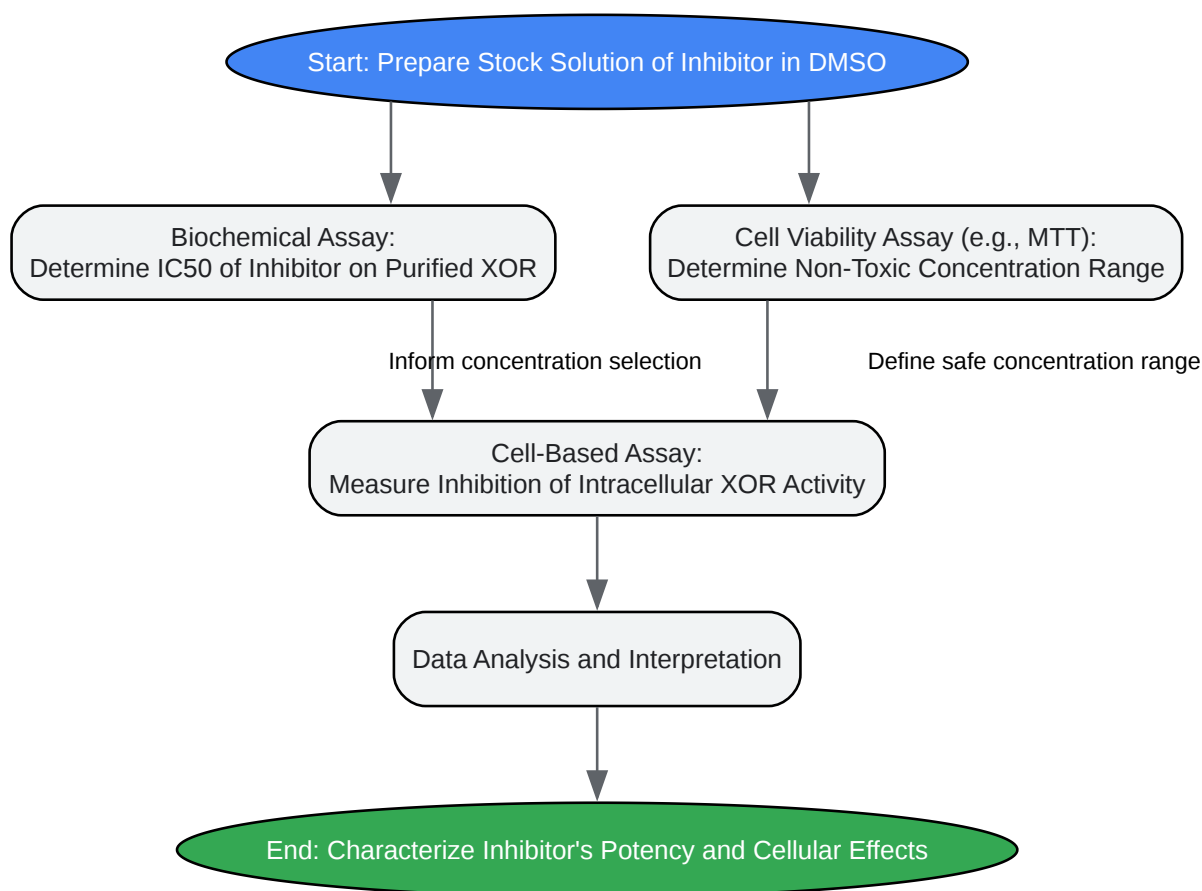 Start: Prepare Stock Solution of Inhibitor in DMSO
Biochemical Assay:
Determine IC50 of Inhibitor on Purified XOR
Cell Viability Assay (e.g., MTT):
Determine Non-Toxic Concentration Range
Inform concentration selection
Define safe concentration range
Cell-Based Assay:
Measure Inhibition of Intracellular XOR Activity
Data Analysis and Interpretation
End: Characterize Inhibitor's Potency and Cellular Effects